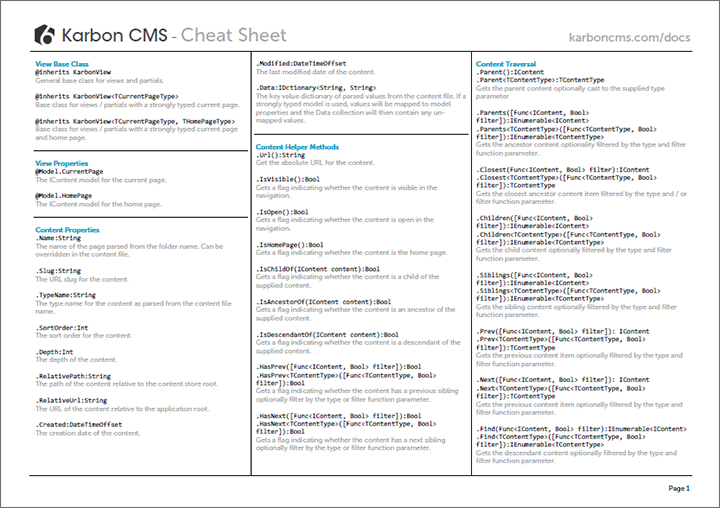 Karbon CMS - Cheat Sheet
karboncms.com/docs
View Base Class
@inherits KarbonView
General base class for views and partials.
@inherits KarbonView<TCurrentPageType>
Base class for views / partials with a strongly typed current page.
@inherits KarbonView<TCurrentPageType, THomePageType>
Base class for views / partials with a strongly typed current page
and home page.
View Properties
@Model.CurrentPage
The IContent model for the current page.
@Model.HomePage
The IContent model for the home page.
Content Properties
.Name:String
The name of the page parsed from the folder name. Can be
overridden in the content file.
.Slug:String
The URL slug for the content.
.TypeName:String
The type name for the content as parsed from the content file
name.
.SortOrder:Int
The sort order for the content.
.Depth:Int
The depth of the content.
.RelativePath:String
The path of the content relative to the content store root.
.RelativeUrl:String
The URL of the content relative to the application root.
.Created:DateTimeOffset
The creation date of the content.
.Modified:DateTimeOffset
The last modified date of the content.
.Data:IDictionary<String, String>
The key value dictionary of parsed values from the content file. If a
strongly typed model is used, values will be mapped to model
properties and the Data collection will then contain any un-
mapped values.
Content Helper Methods
.Url():String
Get the absolute URL for the content.
.IsVisible():Bool
Gets a flag indicating whether the content is visible in the
navigation.
.IsOpen():Bool
Gets a flag indicating whether the content is open in the
navigation.
.IsHomePage():Bool
Gets a flag indicating whether the content is the home page.
.IsChildOf(IContent content):Bool
Gets a flag indicating whether the content is a child of the
supplied content.
.IsAncestorOf(IContent content):Bool
Gets a flag indicating whether the content is an ancestor of the
supplied content.
.IsDescendantOf(IContent content):Bool
Gets a flag indicating whether the content is a descendant of the
supplied content.
.HasPrev([Func<IContent, Bool> filter]):Bool
.HasPrev<TContentType>([Func<TContentType, Bool>
filter]):Bool
Gets a flag indicating whether the content has a previous sibling
optionally filter by the type or filter function parameter.
.HasNext([Func<IContent, Bool> filter]):Bool
.HasNext<TContentType>([Func<TContentType, Bool>
filter]):Bool
Gets a flag indicating whether the content has a next sibling
optionally filter by the type or filter function parameter.
Content Traversal
.Parent():IContent
.Parent<TContentType>:TContentType
Gets the parent content optionally cast to the supplied type
parameter
.Parents([Func<IContent, Bool>
filter]):IEnumerable<IContent>
.Parents<TContentType>([Func<TContentType, Bool>
filter]):IEnumerable<TContentType>
Gets the ancestor content optionally filtered by the type and filter
function parameter.
.Closest(Func<IContent, Bool> filter):IContent
.Closest<TContentType>([Func<TContentType, Bool>
filter]):TContentType
Gets the closest ancestor content item filtered by the type and / or
filter function parameter.
.Children([Func<IContent, Bool>
filter]):IEnumerable<IContent>
.Children<TContentType>([Func<TContentType, Bool>
filter]):IEnumerable<TContentType>
Gets the child content optionally filtered by the type and filter
function parameter.
.Siblings([Func<IContent, Bool>
filter]):IEnumerable<IContent>
.Siblings<TContentType>([Func<TContentType, Bool>
filter]):IEnumerable<TContentType>
Gets the sibling content optionally filtered by the type and filter
function parameter.
.Prev([Func<IContent, Bool> filter]): IContent
.Prev<TContentType>([Func<TContentType, Bool>
filter]):TContentType
Gets the previous content item optionally filtered by the type and
filter function parameter.
.Next([Func<IContent, Bool> filter]): IContent
.Next<TContentType>([Func<TContentType, Bool>
filter]):TContentType
Gets the previous content item optionally filtered by the type and
filter function parameter.
.Find(Func<IContent, Bool> filter):IEnumerable<IContent>
.Find<TContentType>([Func<TContentType, Bool>
filter]):IEnumerable<TContentType>
Gets the descendant content optionally filtered by the type and
filter function parameter.
Page 1